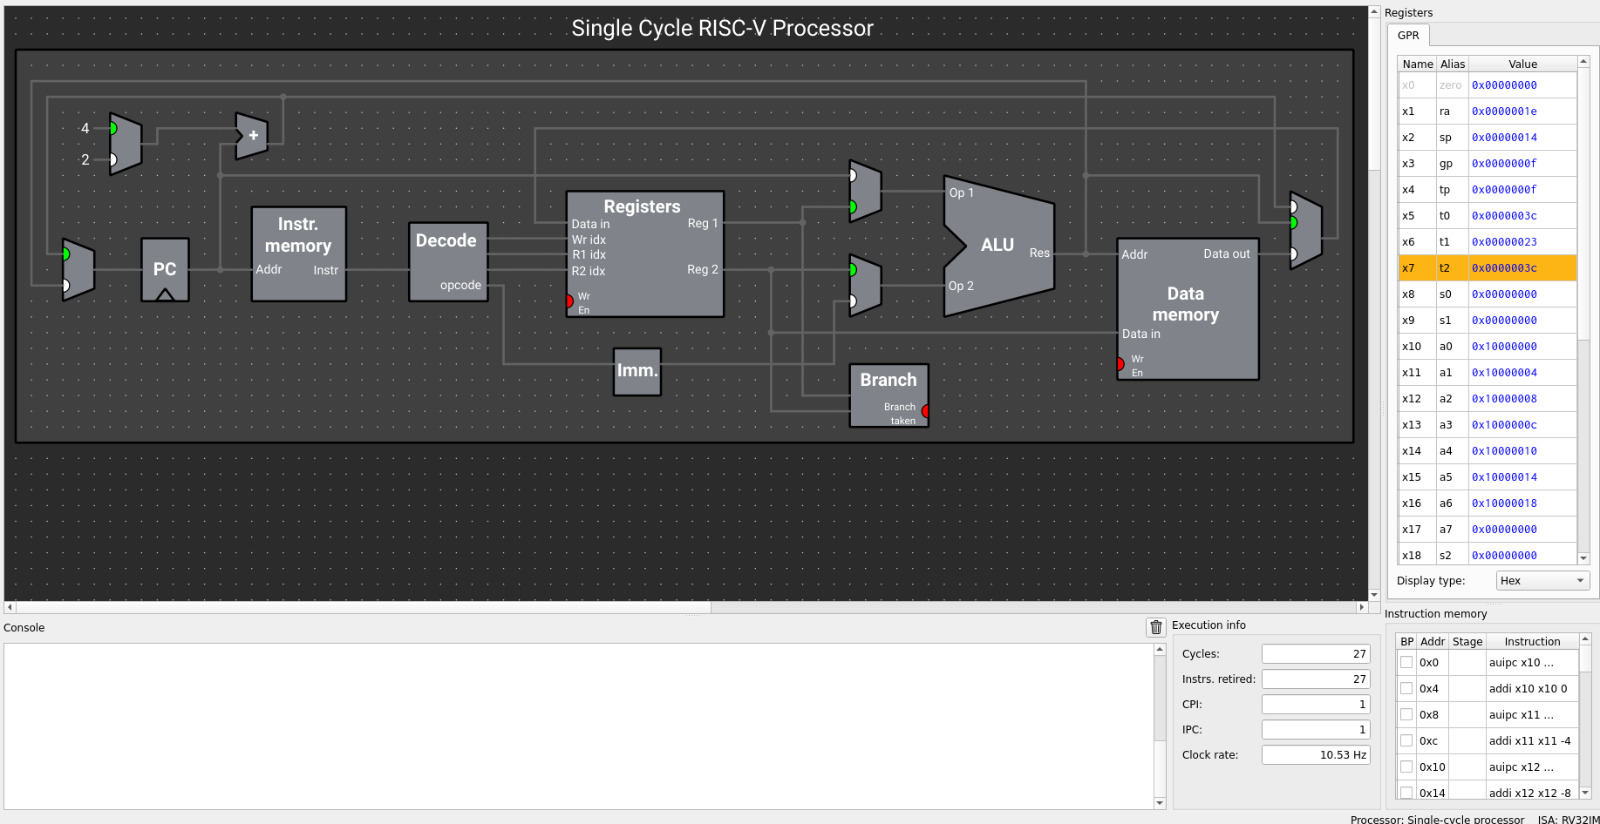 Single Cycle RISC-V Processor
4
2
+
PC
Instr.
memory
Addr
Instr
Decode
opcode
Registers
Data in
Wr idx
R1 idx
R2 idx
Reg 1
Reg 2
Wr
En
Imm.
Op 1
Op 2
ALU
Res
Branch
Branch
taken
Addr
Data out
Data
memory
Data in
Wr
En
Registers
GPR
Name Alias Value
x0 zero 0x00000000
x1 ra 0x0000001e
x2 sp 0x00000014
x3 gp 0x0000000f
x4 tp 0x0000000f
x5 t0 0x0000003c
x6 t1 0x00000023
x7 t2 0x0000003c
x8 s0 0x00000000
x9 s1 0x00000000
x10 a0 0x10000000
x11 a1 0x10000004
x12 a2 0x10000008
x13 a3 0x1000000c
x14 a4 0x10000010
x15 a5 0x10000014
x16 a6 0x10000018
x17 a7 0x00000000
x18 s2 0x00000000
Display type: Hex
Console
Execution info
Cycles: 27
Instrs. retired: 27
CPI: 1
IPC: 1
Clock rate: 10.53 Hz
Instruction memory
BP Addr Stage Instruction
0x0 auipc x10 ...
0x4 addi x10 x10 0
0x8 auipc x11 ...
0xc addi x11 x11 -4
0x10 auipc x12 ...
0x14 addi x12 x12 -8
Processor: Single-cycle processor ISA: RV32IM